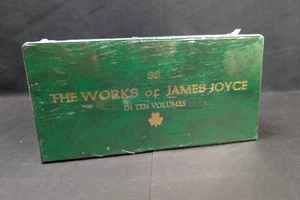 THE WORKS of JAMES JOYCE
IN TEN VOLUMES